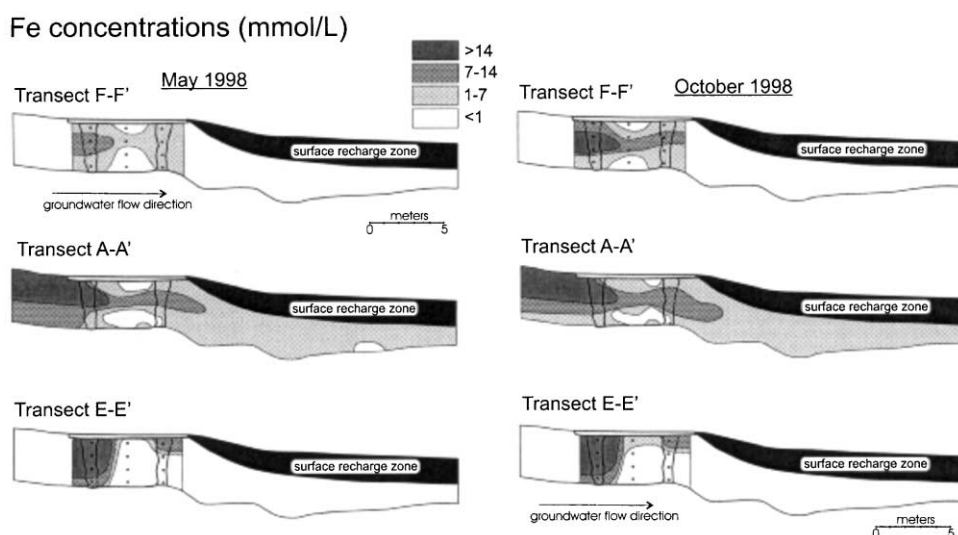 Fe concentrations (mmol/L)
>14
7-14
1-7
<1
May 1998
Transect F-F’
surface recharge zone
groundwater flow direction
meters
0 5
Transect A-A’
surface recharge zone
Transect E-E’
surface recharge zone
October 1998
Transect F-F’
surface recharge zone
Transect A-A’
surface recharge zone
Transect E-E’
surface recharge zone
groundwater flow direction
meters
0 5